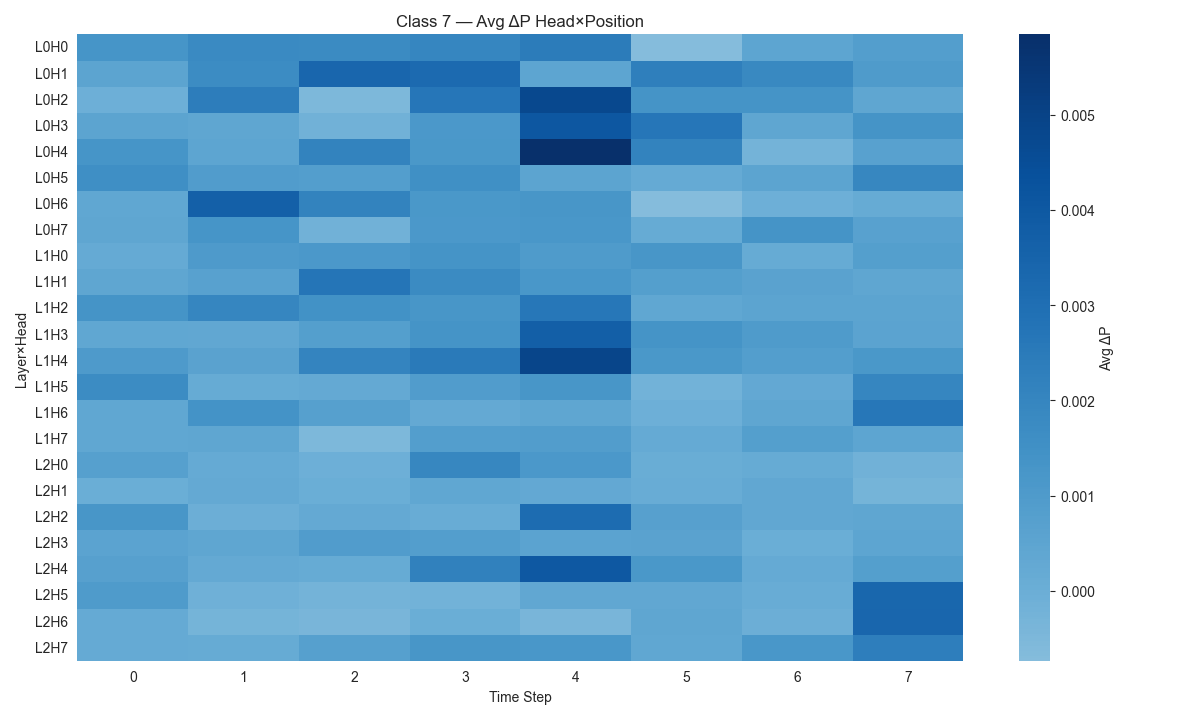 Class 7 — Avg ΔP Head×Position
Layer×Head
L0H0
L0H1
L0H2
L0H3
L0H4
L0H5
L0H6
L0H7
L1H0
L1H1
L1H2
L1H3
L1H4
L1H5
L1H6
L1H7
L2H0
L2H1
L2H2
L2H3
L2H4
L2H5
L2H6
L2H7
0 1 2 3 4 5 6 7
Time Step
0.005
0.004
0.003
0.002
0.001
0.000
Avg ΔP